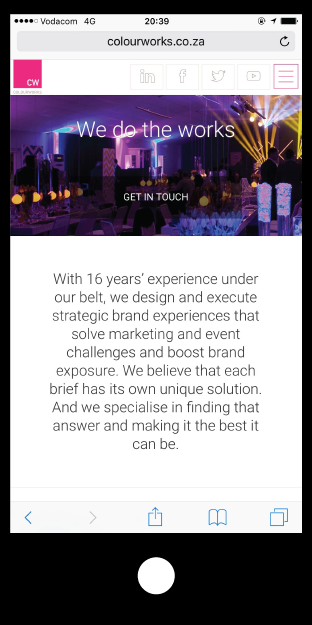 Vodacom 4G 20:39
colourworks.co.za
CW
COLOURWORKS
in f
We do the works
GET IN TOUCH
With 16 years’ experience under
our belt, we design and execute
strategic brand experiences that
solve marketing and event
challenges and boost brand
exposure. We believe that each
brief has its own unique solution.
And we specialise in finding that
answer and making it the best it
can be.